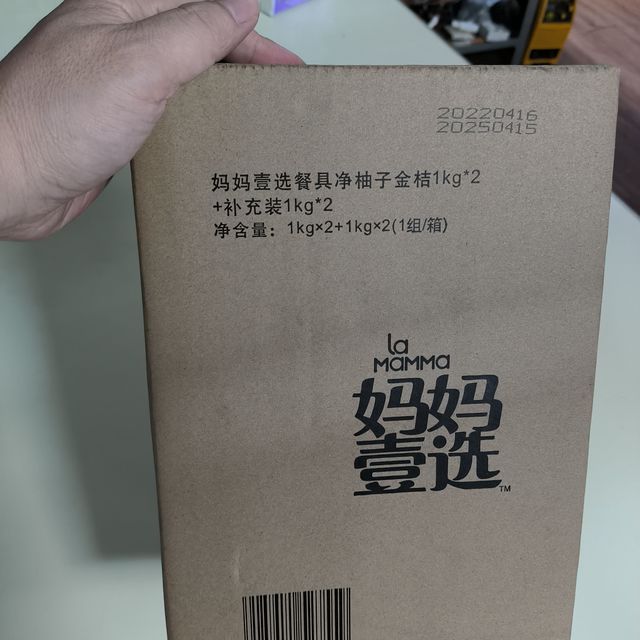 20220416
20250415
妈妈壹选餐具净柚子金桔1kg*2
+补充装1kg*2
净含量：1kg×2+1kg×2(1组/箱)
la
mamma
妈妈
壹选™